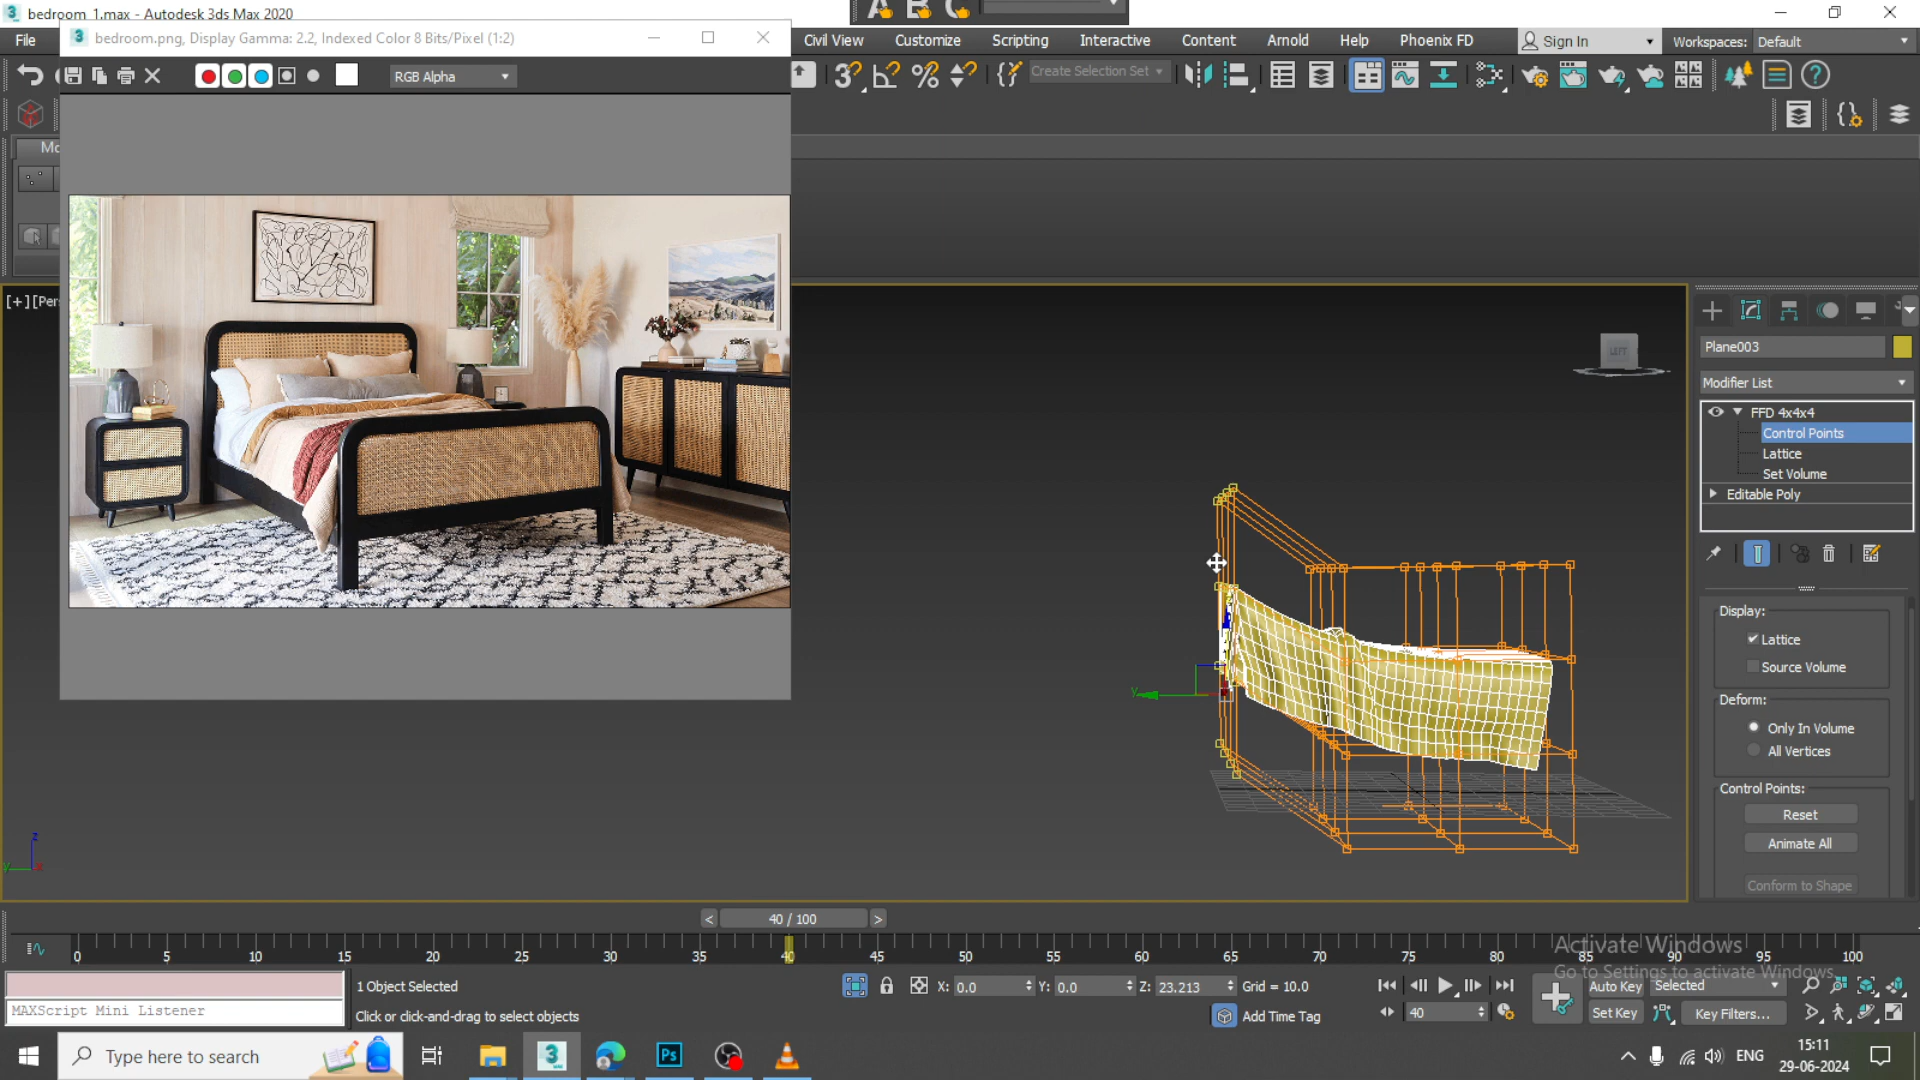 bedroom_1.max - Autodesk 3ds Max 2020
bedroom.png, Display Gamma: 2.2, Indexed Color 8 Bits/Pixel (1:2)
File
Civil View
Customize
Scripting
Interactive
Content
Arnold
Help
Phoenix FD
Sign In
Workspaces: Default
RGB Alpha
Create Selection Set
Mo
[+][Per
LEFT
Plane003
Modifier List
FFD 4x4x4
Control Points
Lattice
Set Volume
Editable Poly
Display:
Lattice
Source Volume
Deform:
Only In Volume
All Vertices
Control Points:
Reset
Animate All
Conform to Shape
y
z
y x
< 40 / 100 >
0 5 10 15 20 25 30 35 40 45 50 55 60 65 70 75 80 85 90 95 100
Activate Windows
Go to Settings to activate Windows.
1 Object Selected
X: 0.0 Y: 0.0 Z: 23.213 Grid = 10.0
Auto Key Selected
MAXScript Mini Listener
Click or click-and-drag to select objects
Add Time Tag
40
Set Key Key Filters...
Type here to search
Ps
ENG
15:11
29-06-2024